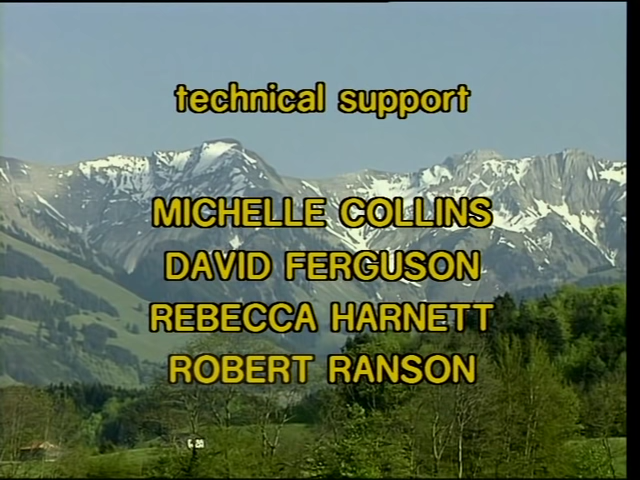 technical support
MICHELLE COLLINS
DAVID FERGUSON
REBECCA HARNETT
ROBERT RANSON